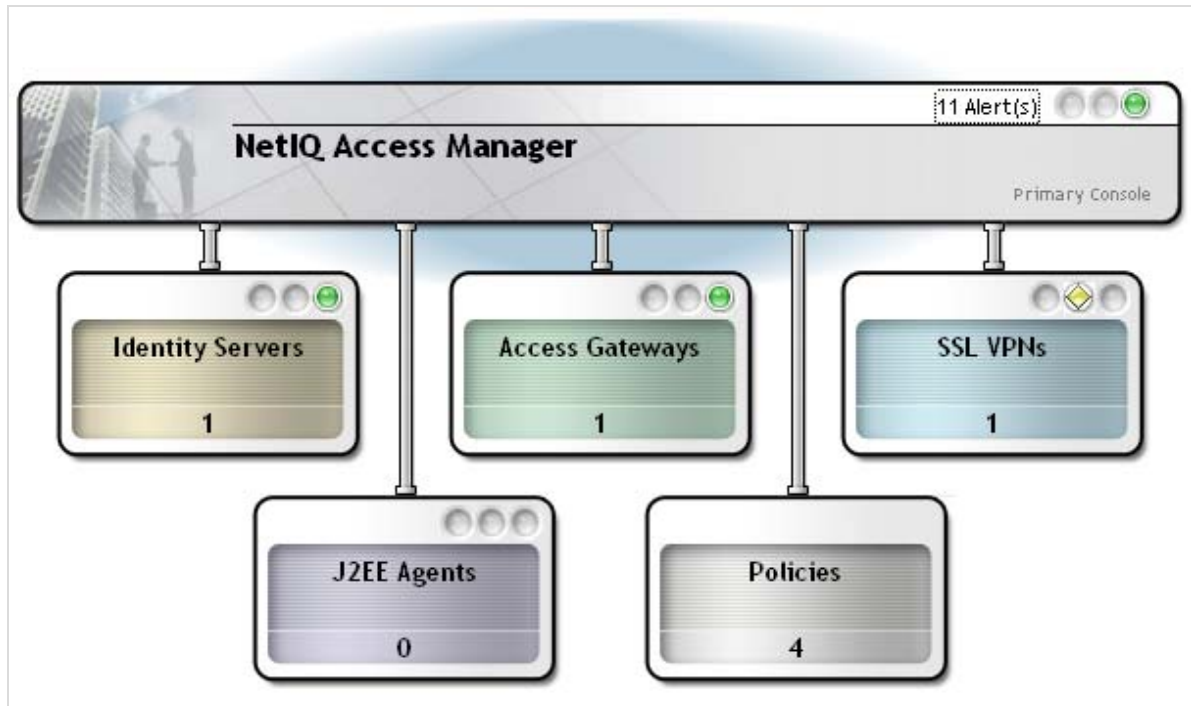 11 Alert(s)
NetIQ Access Manager
Primary Console
Identity Servers
1
Access Gateways
1
SSL VPNs
1
J2EE Agents
0
Policies
4